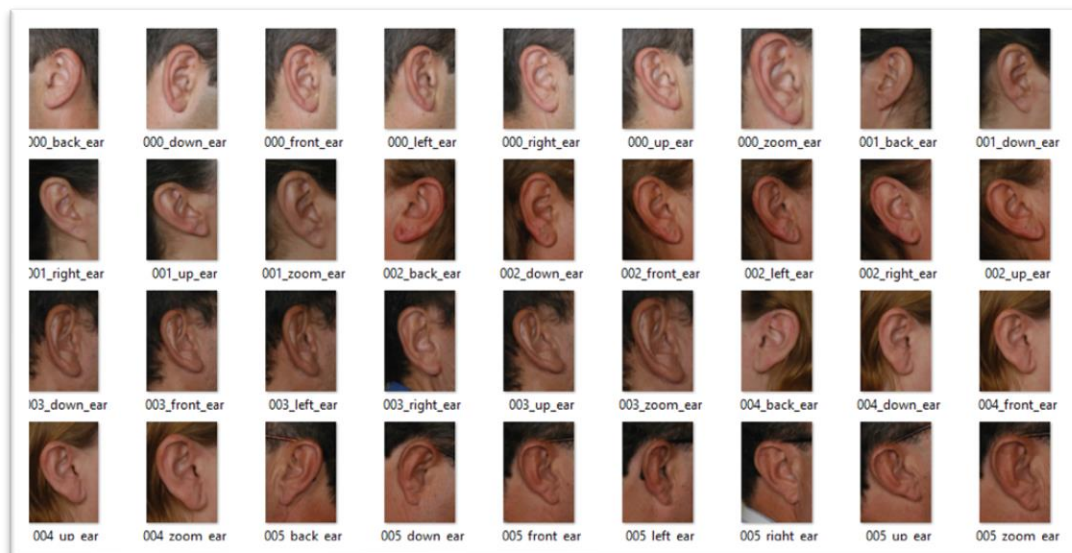 000_back_ear 000_down_ear 000_front_ear 000_left_ear 000_right_ear 000_up_ear 000_zoom_ear 001_back_ear 001_down_ear
001_right_ear 001_up_ear 001_zoom_ear 002_back_ear 002_down_ear 002_front_ear 002_left_ear 002_right_ear 002_up_ear
003_down_ear 003_front_ear 003_left_ear 003_right_ear 003_up_ear 003_zoom_ear 004_back_ear 004_down_ear 004_front_ear
004_up_ear 004_zoom_ear 005_back_ear 005_down_ear 005_front_ear 005_left_ear 005_right_ear 005_up_ear 005_zoom_ear